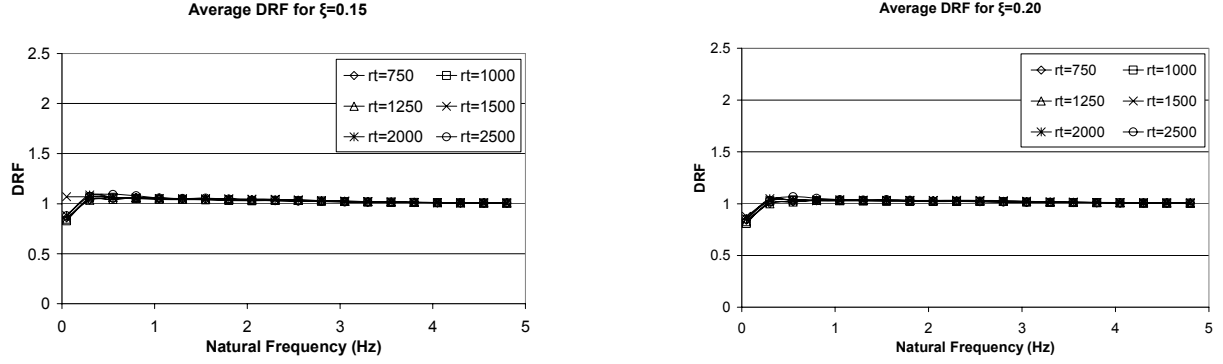 Average DRF for ξ=0.15
2.5
2
1.5
1
0.5
0
DRF
rt=750 rt=1000
rt=1250 rt=1500
rt=2000 rt=2500
0 1 2 3 4 5
Natural Frequency (Hz)
Average DRF for ξ=0.20
2.5
2
1.5
1
0.5
0
DRF
rt=750 rt=1000
rt=1250 rt=1500
rt=2000 rt=2500
0 1 2 3 4 5
Natural Frequency (Hz)